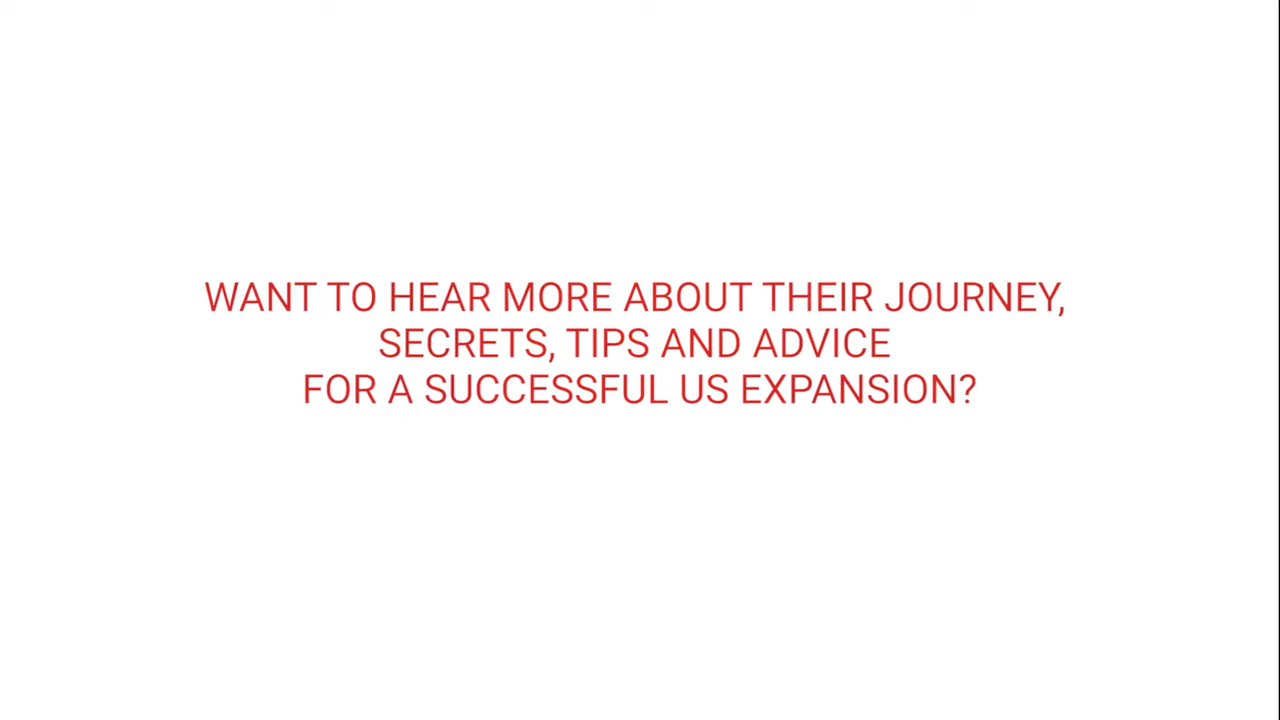 WANT TO HEAR MORE ABOUT THEIR JOURNEY,
SECRETS, TIPS AND ADVICE
FOR A SUCCESSFUL US EXPANSION?